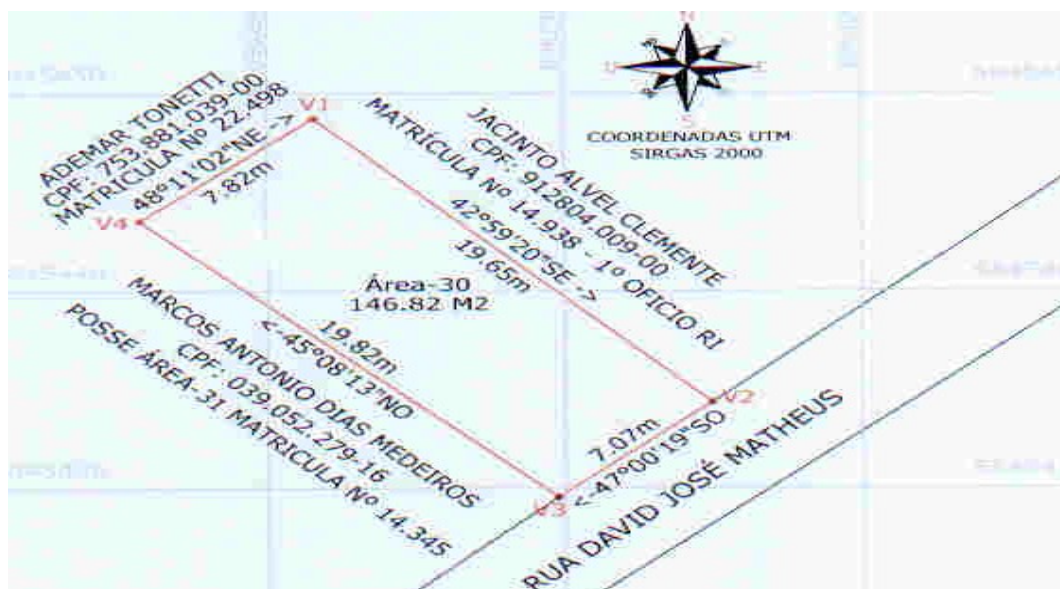 N
O
E
S
COORDENADAS UTM
SIRGAS 2000
ADEMAR TONETTI
CPF: 753.881.039-00
MATRICULA Nº 22.498
48°11'02"NE ->
7.82m
V1
JACINTO ALVEL CLEMENTE
CPF: 912804.009-00
MATRÍCULA Nº 14.938 - 1º OFICIO RI
42°59'20"SE ->
19.65m
V4
Área-30
146.82 M2
19.82m
<-45°08'13"NO
MARCOS ANTONIO DIAS MEDEIROS
CPF: 039.052.279-16
POSSE ÁREA-31 MATRICULA Nº 14.345
V2
7.07m
<-47°00'19"SO
V3
RUA DAVID JOSÉ MATHEUS